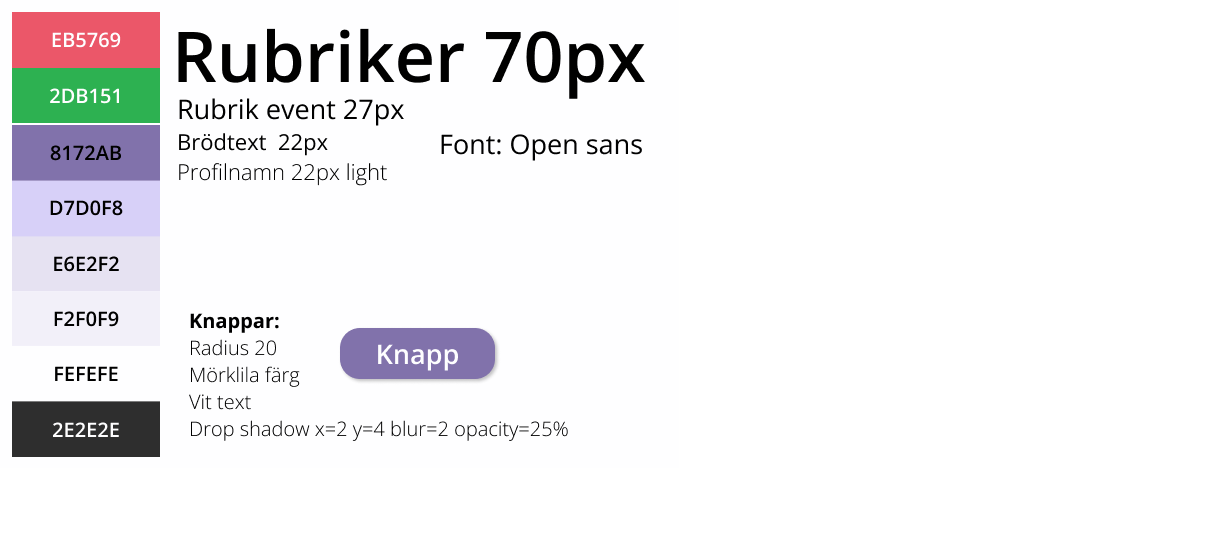 EB5769
2DB151
8172AB
D7D0F8
E6E2F2
F2F0F9
FEFEFE
2E2E2E
Rubriker 70px
Rubrik event 27px
Brödtext 22px
Profilnamn 22px light
Font: Open sans
Knappar:
Radius 20
Mörklila färg
Vit text
Drop shadow x=2 y=4 blur=2 opacity=25%
Knapp